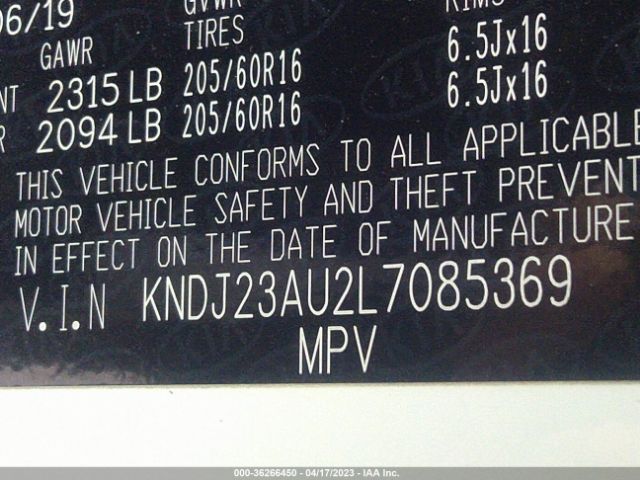 06/19 GVWR RIMS
GAWR TIRES
2315 LB 205/60R16 6.5Jx16
2094 LB 205/60R16 6.5Jx16
THIS VEHICLE CONFORMS TO ALL APPLICABLE
MOTOR VEHICLE SAFETY AND THEFT PREVENT
IN EFFECT ON THE DATE OF MANUFACTURE
V.I.N KNDJ23AU2L7085369
MPV
000-36266450 - 04/17/2023 - IAA Inc.